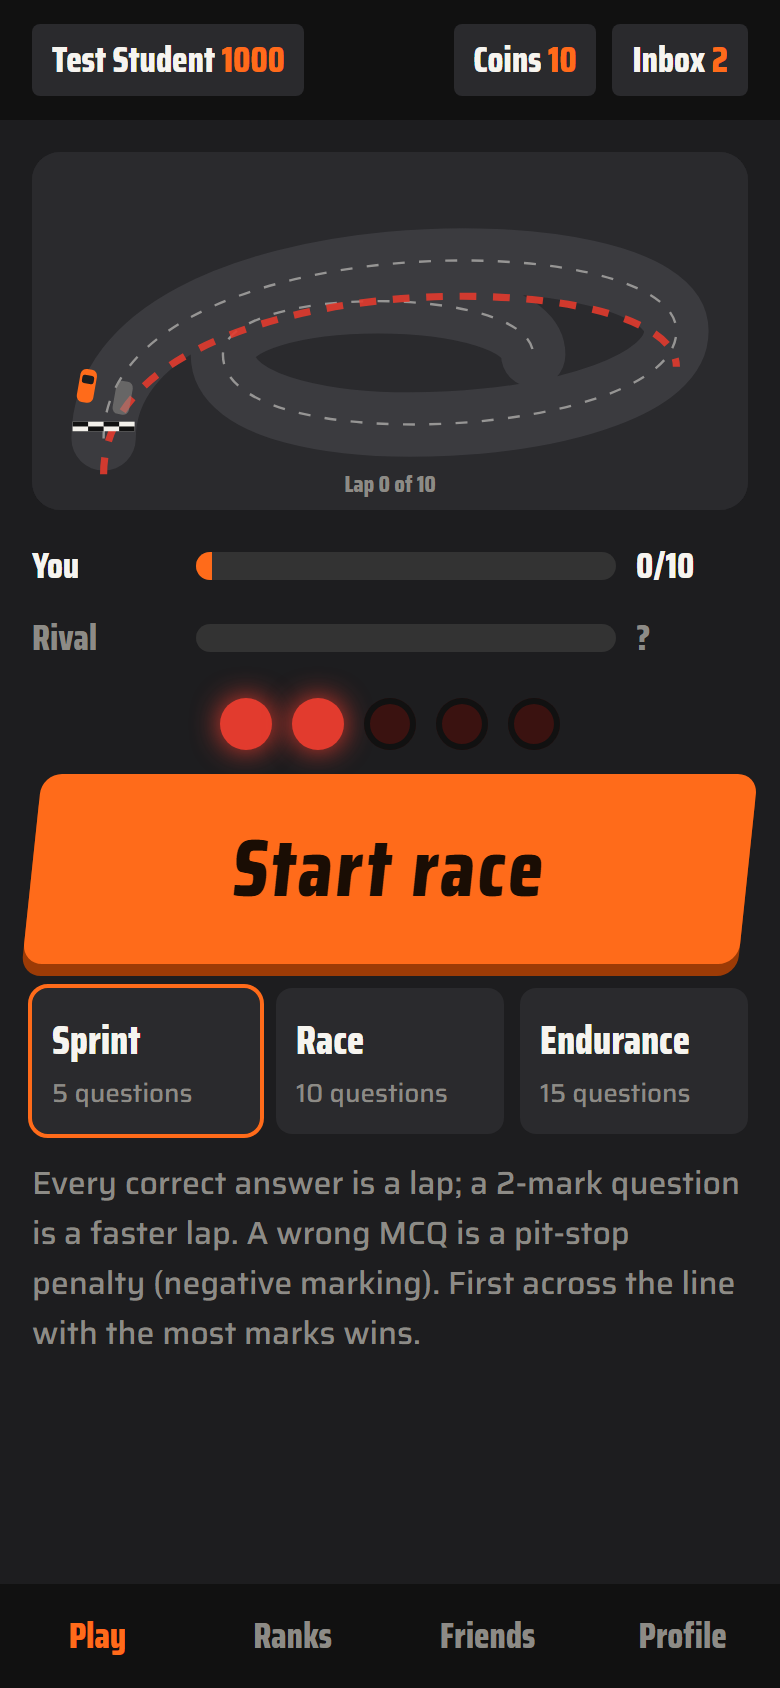 Test Student 1000
Coins 10
Inbox 2
Lap 0 of 10
You 0/10
Rival ?
Start race
Sprint
5 questions
Race
10 questions
Endurance
15 questions
Every correct answer is a lap; a 2-mark question
is a faster lap. A wrong MCQ is a pit-stop
penalty (negative marking). First across the line
with the most marks wins.
Play
Ranks
Friends
Profile